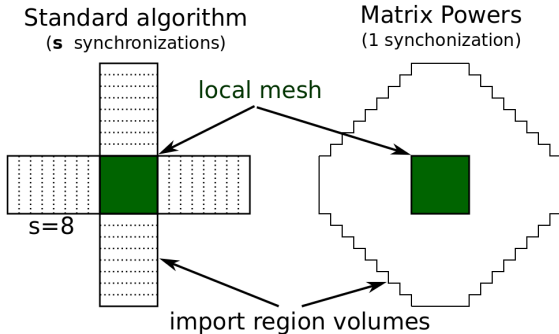 Standard algorithm
(s synchronizations)
Matrix Powers
(1 synchonization)
local mesh
s=8
import region volumes